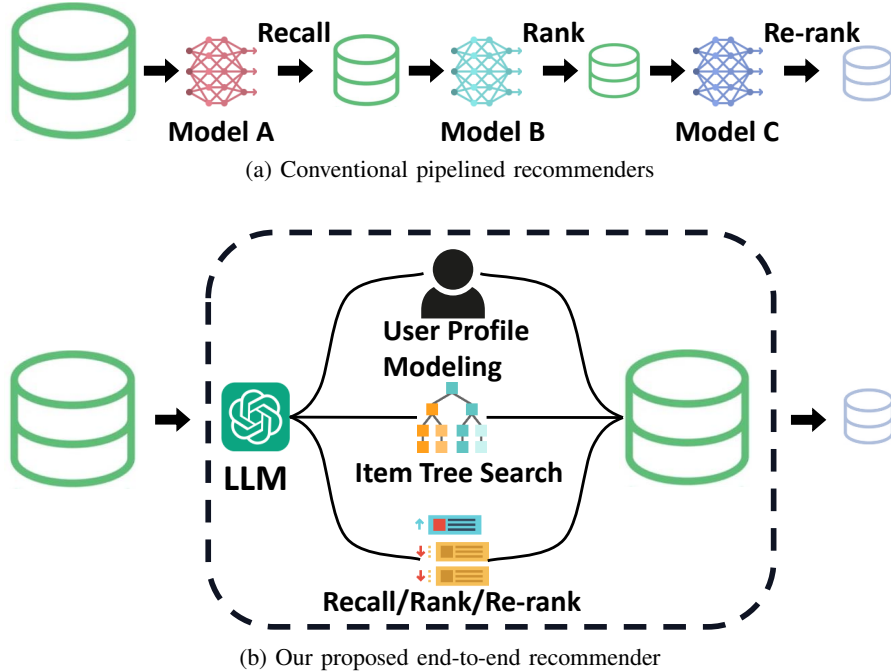 Recall
Rank
Re-rank
Model A
Model B
Model C
(a) Conventional pipelined recommenders
User Profile
Modeling
LLM
Item Tree Search
Recall/Rank/Re-rank
(b) Our proposed end-to-end recommender